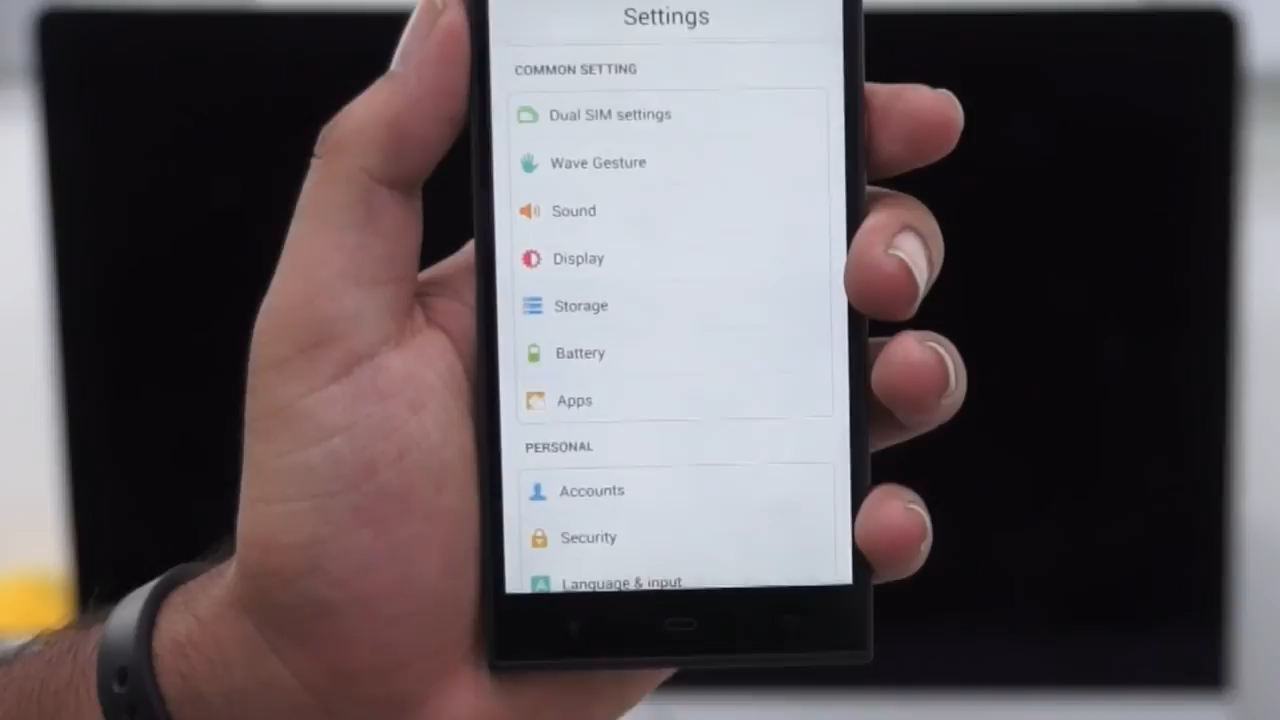 Settings
COMMON SETTING
Dual SIM settings
Wave Gesture
Sound
Display
Storage
Battery
Apps
PERSONAL
Accounts
Security
Language & input